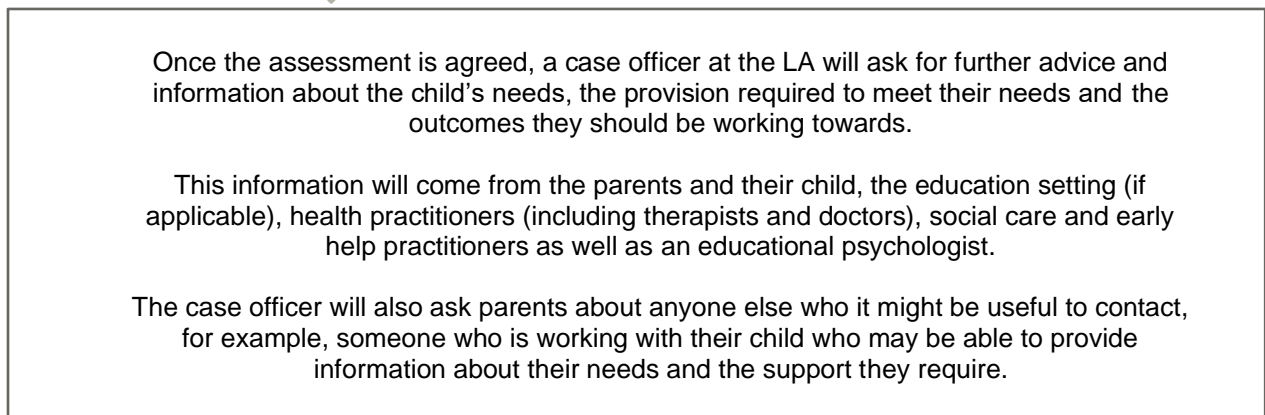 Once the assessment is agreed, a case officer at the LA will ask for further advice and
information about the child's needs, the provision required to meet their needs and the
outcomes they should be working towards.
This information will come from the parents and their child, the education setting (if
applicable), health practitioners (including therapists and doctors), social care and early
help practitioners as well as an educational psychologist.
The case officer will also ask parents about anyone else who it might be useful to contact,
for example, someone who is working with their child who may be able to provide
information about their needs and the support they require.